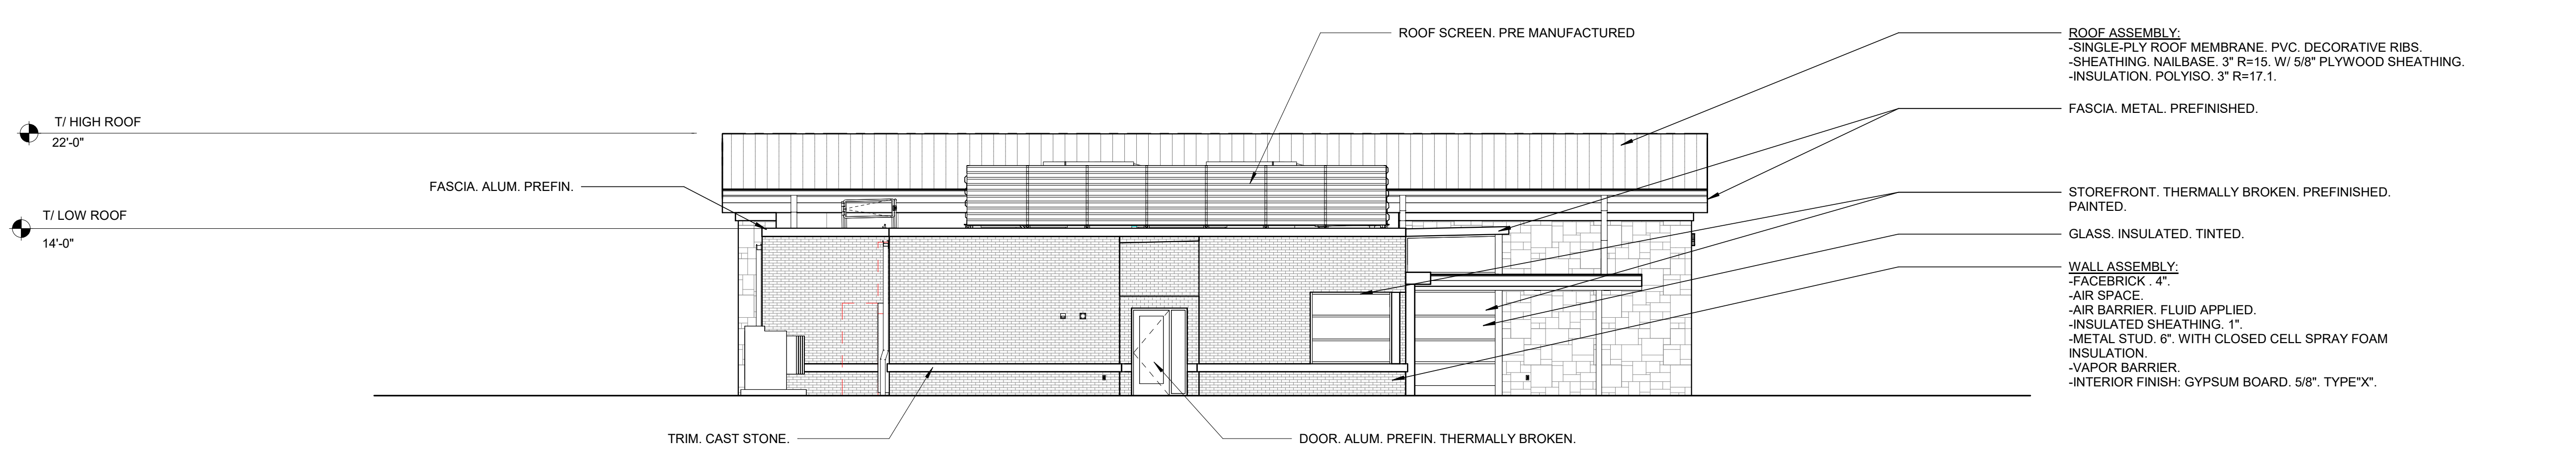 ROOF SCREEN. PRE MANUFACTURED
ROOF ASSEMBLY:
-SINGLE-PLY ROOF MEMBRANE. PVC. DECORATIVE RIBS.
-SHEATHING. NAILBASE. 3" R=15. W/ 5/8" PLYWOOD SHEATHING.
-INSULATION. POLYISO. 3" R=17.1.
FASCIA. METAL. PREFINISHED.
T/ HIGH ROOF
22'-0"
FASCIA. ALUM. PREFIN.
T/ LOW ROOF
14'-0"
STOREFRONT. THERMALLY BROKEN. PREFINISHED.
PAINTED.
GLASS. INSULATED. TINTED.
WALL ASSEMBLY:
-FACEBRICK . 4".
-AIR SPACE.
-AIR BARRIER. FLUID APPLIED.
-INSULATED SHEATHING. 1".
-METAL STUD. 6". WITH CLOSED CELL SPRAY FOAM
INSULATION.
-VAPOR BARRIER.
-INTERIOR FINISH: GYPSUM BOARD. 5/8". TYPE"X".
TRIM. CAST STONE.
DOOR. ALUM. PREFIN. THERMALLY BROKEN.